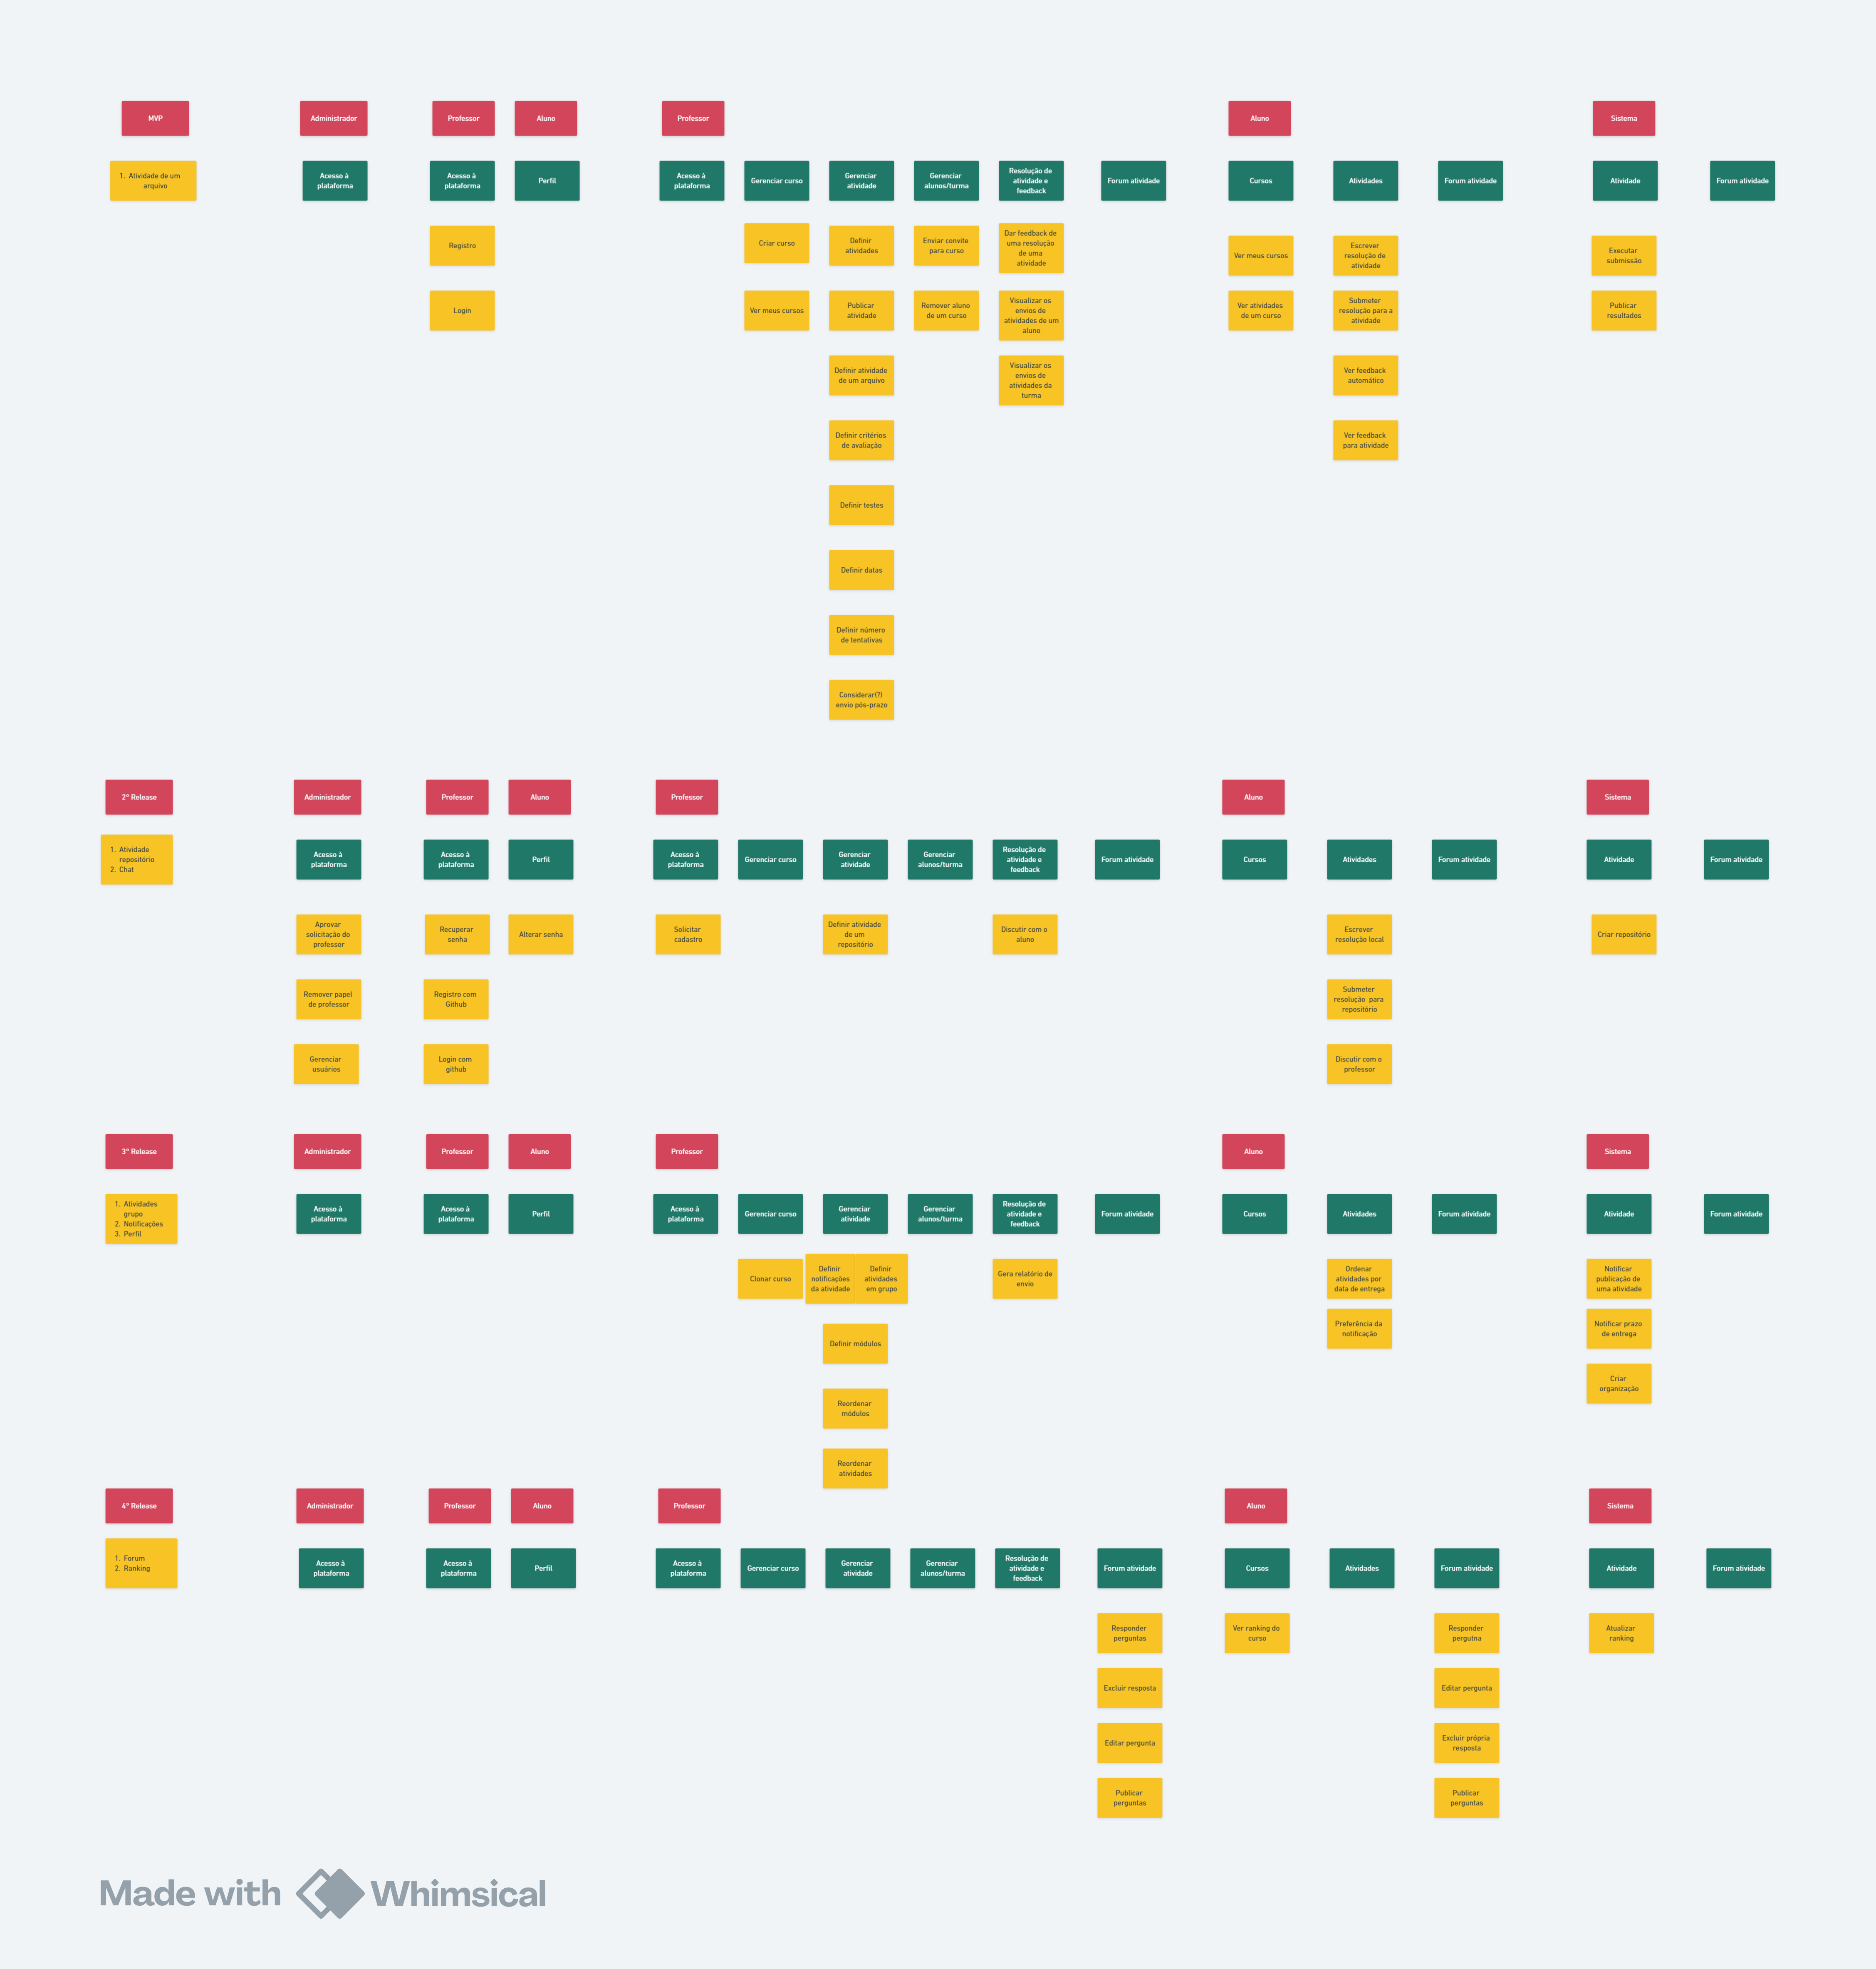 MVP
Administrador
Professor
Aluno
Professor
Aluno
Sistema
1. Atividade de um
arquivo
Acesso à
plataforma
Acesso à
plataforma
Perfil
Acesso à
plataforma
Gerenciar curso
Gerenciar
atividade
Gerenciar
alunos/turma
Resolução de
atividade e
feedback
Forum atividade
Cursos
Atividades
Forum atividade
Atividade
Forum atividade
Registro
Login
Criar curso
Ver meus cursos
Definir
atividades
Publicar
atividade
Definir atividade
de um arquivo
Definir critérios
de avaliação
Definir testes
Definir datas
Definir número
de tentativas
Considerar(?)
envio pós-prazo
Enviar convite
para curso
Remover aluno
de um curso
Dar feedback de
uma resolução
de uma
atividade
Visualizar os
envios de
atividades de um
aluno
Visualizar os
envios de
atividades da
turma
Ver meus cursos
Ver atividades
de um curso
Escrever
resolução de
atividade
Submeter
resolução para a
atividade
Ver feedback
automático
Ver feedback
para atividade
Executar
submissão
Publicar
resultados
2º Release
Administrador
Professor
Aluno
Professor
Aluno
Sistema
1. Atividade
repositório
2. Chat
Acesso à
plataforma
Acesso à
plataforma
Perfil
Acesso à
plataforma
Gerenciar curso
Gerenciar
atividade
Gerenciar
alunos/turma
Resolução de
atividade e
feedback
Forum atividade
Cursos
Atividades
Forum atividade
Atividade
Forum atividade
Aprovar
solicitação do
professor
Remover papel
de professor
Gerenciar
usuários
Recuperar
senha
Registro com
Github
Login com
github
Alterar senha
Solicitar
cadastro
Definir atividade
de um
repositório
Discutir com o
aluno
Escrever
resolução local
Submeter
resolução para
repositório
Discutir com o
professor
Criar repositório
3º Release
Administrador
Professor
Aluno
Professor
Aluno
Sistema
1. Atividades
grupo
2. Notificações
3. Perfil
Acesso à
plataforma
Acesso à
plataforma
Perfil
Acesso à
plataforma
Gerenciar curso
Gerenciar
atividade
Gerenciar
alunos/turma
Resolução de
atividade e
feedback
Forum atividade
Cursos
Atividades
Forum atividade
Atividade
Forum atividade
Clonar curso
Definir
notificações
da atividade
Definir
atividades
em grupo
Definir módulos
Reordenar
módulos
Reordenar
atividades
Gera relatório de
envio
Ordenar
atividades por
data de entrega
Preferência da
notificação
Notificar
publicação de
uma atividade
Notificar prazo
de entrega
Criar
organização
4º Release
Administrador
Professor
Aluno
Professor
Aluno
Sistema
1. Forum
2. Ranking
Acesso à
plataforma
Acesso à
plataforma
Perfil
Acesso à
plataforma
Gerenciar curso
Gerenciar
atividade
Gerenciar
alunos/turma
Resolução de
atividade e
feedback
Forum atividade
Cursos
Atividades
Forum atividade
Atividade
Forum atividade
Responder
perguntas
Excluir resposta
Editar pergunta
Publicar
perguntas
Ver ranking do
curso
Responder
pergutna
Editar pergunta
Excluir própria
resposta
Publicar
perguntas
Atualizar
ranking
Made with Whimsical